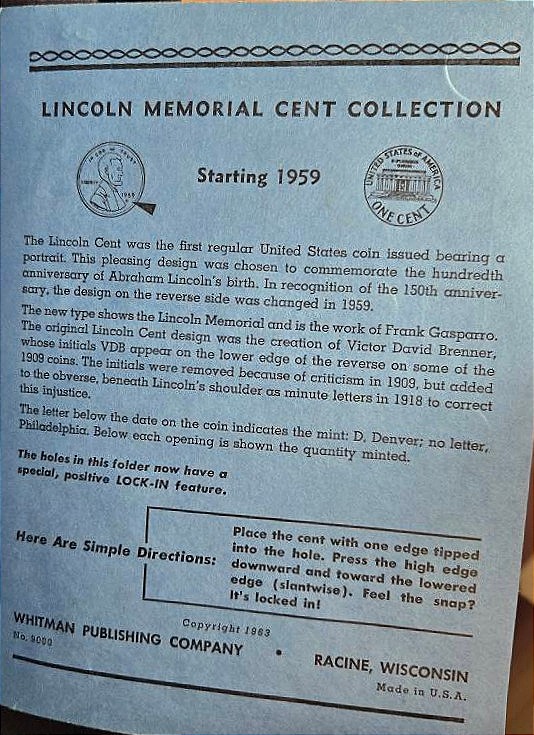 LINCOLN MEMORIAL CENT COLLECTION
Starting 1959
UNITED STATES of AMERICA
ONE CENT
The Lincoln Cent was the first regular United States coin issued bearing a
portrait. This pleasing design was chosen to commemorate the hundredth
anniversary of Abraham Lincoln's birth. In recognition of the 150th anniver-
sary, the design on the reverse side was changed in 1959.
The new type shows the Lincoln Memorial and is the work of Frank Gasparro.
The original Lincoln Cent design was the creation of Victor David Brenner,
whose initials VDB appear on the lower edge of the reverse on some of the
1909 coins. The initials were removed because of criticism in 1909, but added
to the obverse, beneath Lincoln's shoulder as minute letters in 1918 to correct
this injustice.
The letter below the date on the coin indicates the mint: D, Denver; no letter,
Philadelphia. Below each opening is shown the quantity minted.
The holes in this folder now have a
special, positive LOCK-IN feature.
Here Are Simple Directions:
Place the cent with one edge tipped
into the hole. Press the high edge
downward and toward the lowered
edge (slantwise). Feel the snap?
It's locked in!
Copyright 1963
WHITMAN PUBLISHING COMPANY • RACINE, WISCONSIN
No. 9000
Made in U.S.A.